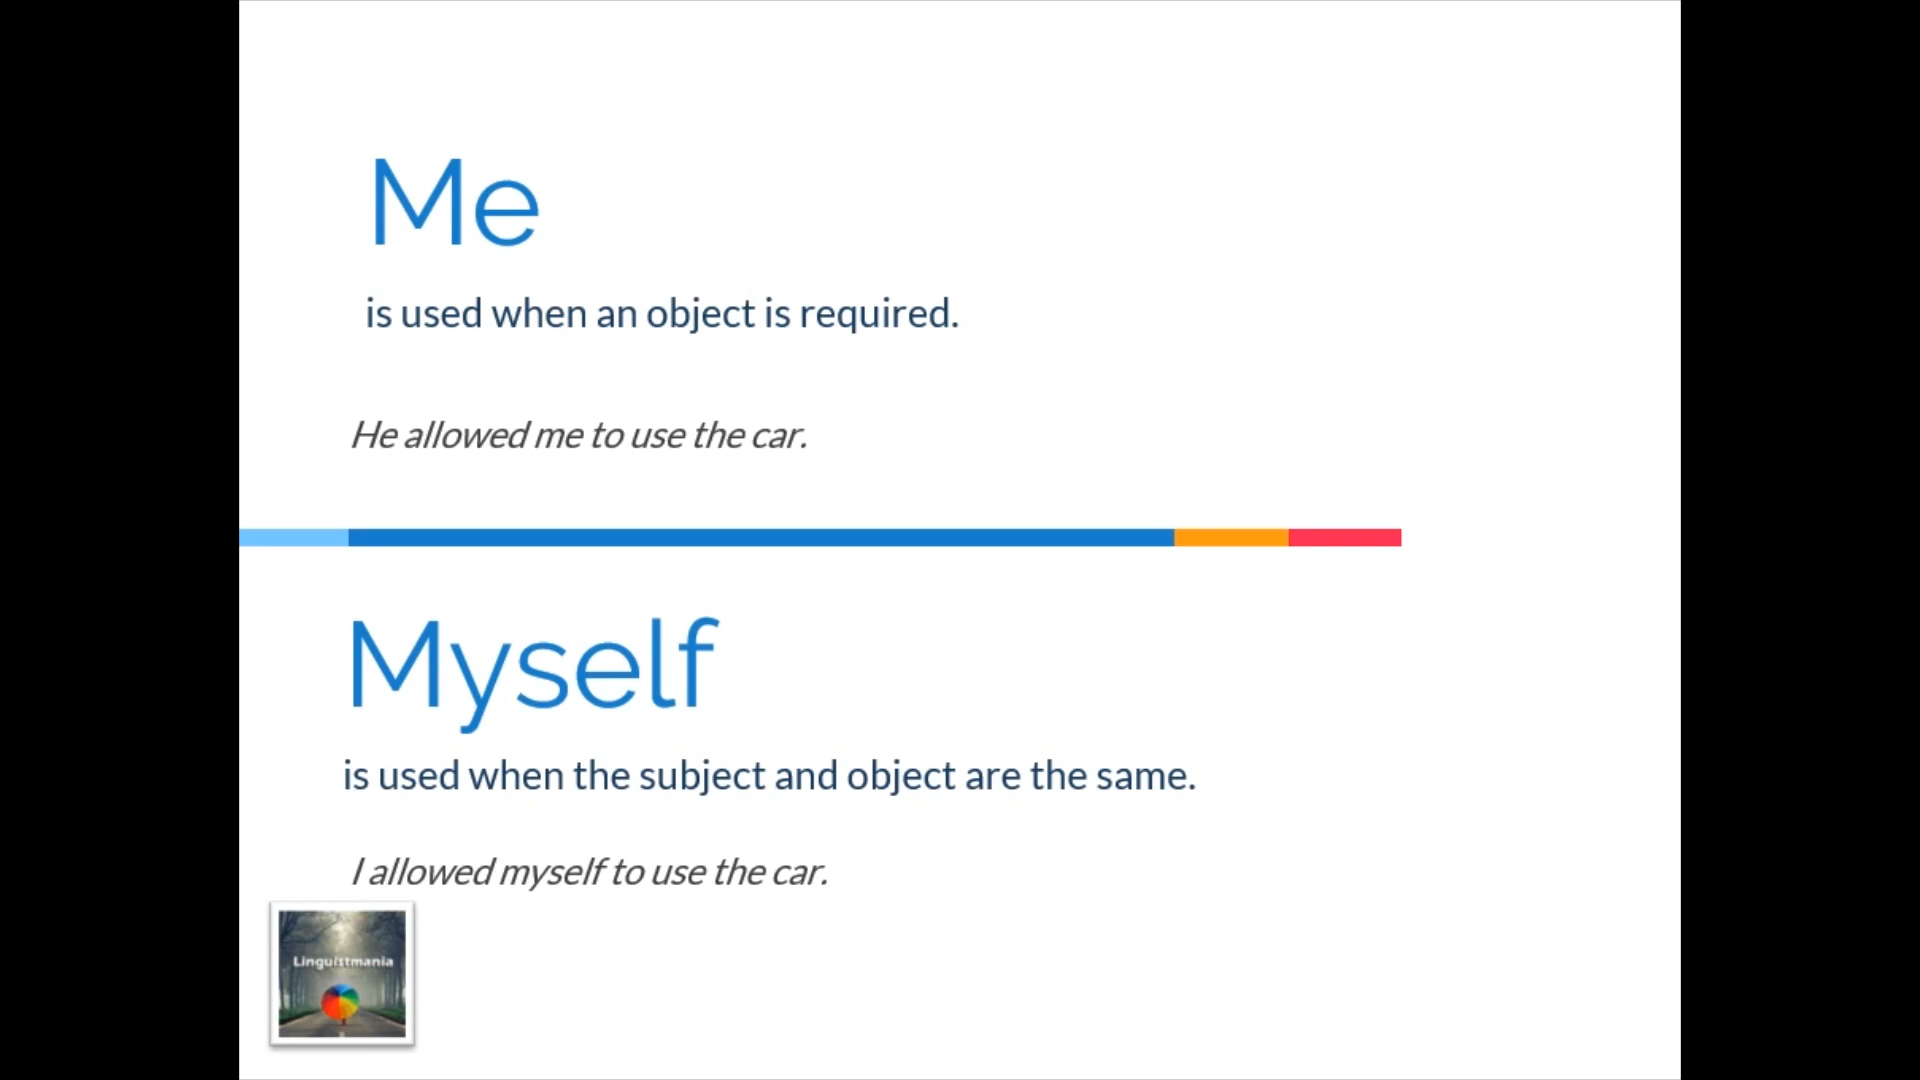 Me
is used when an object is required.
He allowed me to use the car.
Myself
is used when the subject and object are the same.
I allowed myself to use the car.
Linguistmania